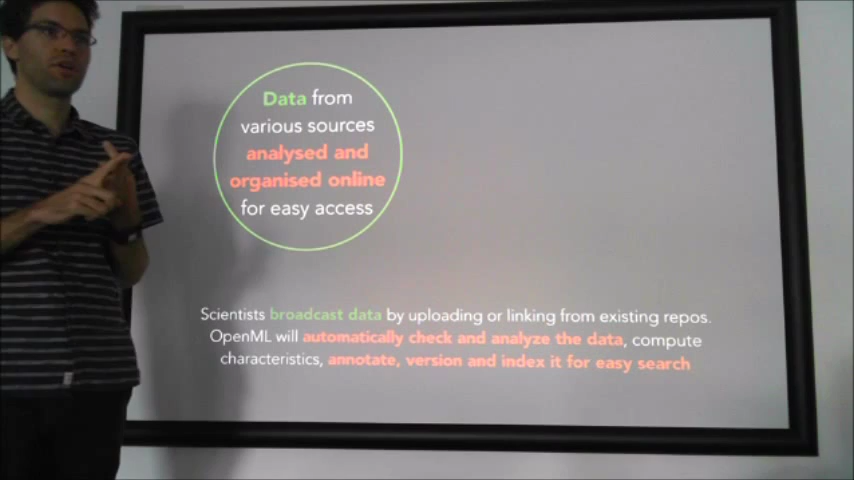 Data from
various sources
analysed and
organised online
for easy access
Scientists broadcast data by uploading or linking from existing repos.
OpenML will automatically check and analyze the data, compute
characteristics, annotate, version and index it for easy search